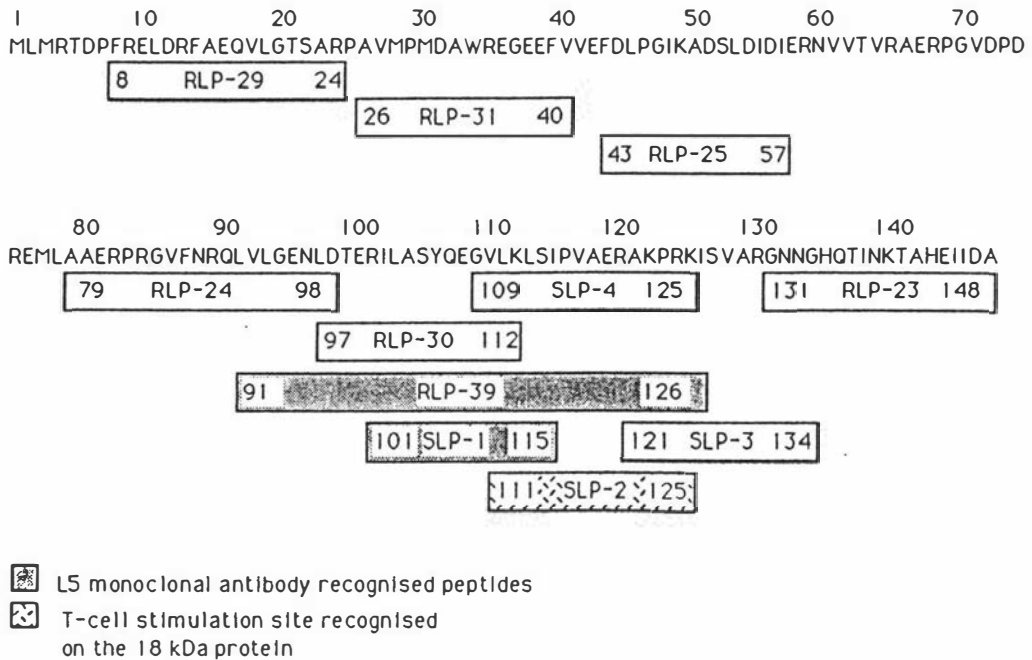 1 10 20 30 40 50 60 70
MLMRTDPFRELDRFAEQVLGTSARPAVMPMDAWREGEEFVVEFDLPGIKADSLDIDIERNVVTVRAERPGVDPD
8 RLP-29 24
26 RLP-31 40
43 RLP-25 57
80 90 100 110 120 130 140
REMLAAERPRGVFNRQLVLGENLDTERILASYQEGVLKLSIPVAERAKPRKISVARGNNGHQTINKTAHEIIDA
79 RLP-24 98 109 SLP-4 125 131 RLP-23 148
97 RLP-30 112
91 RLP-39 126
101 SLP-1 115 121 SLP-3 134
111 SLP-2 125
L5 monoclonal antibody recognised peptides
T-cell stimulation site recognised
on the 18 kDa protein